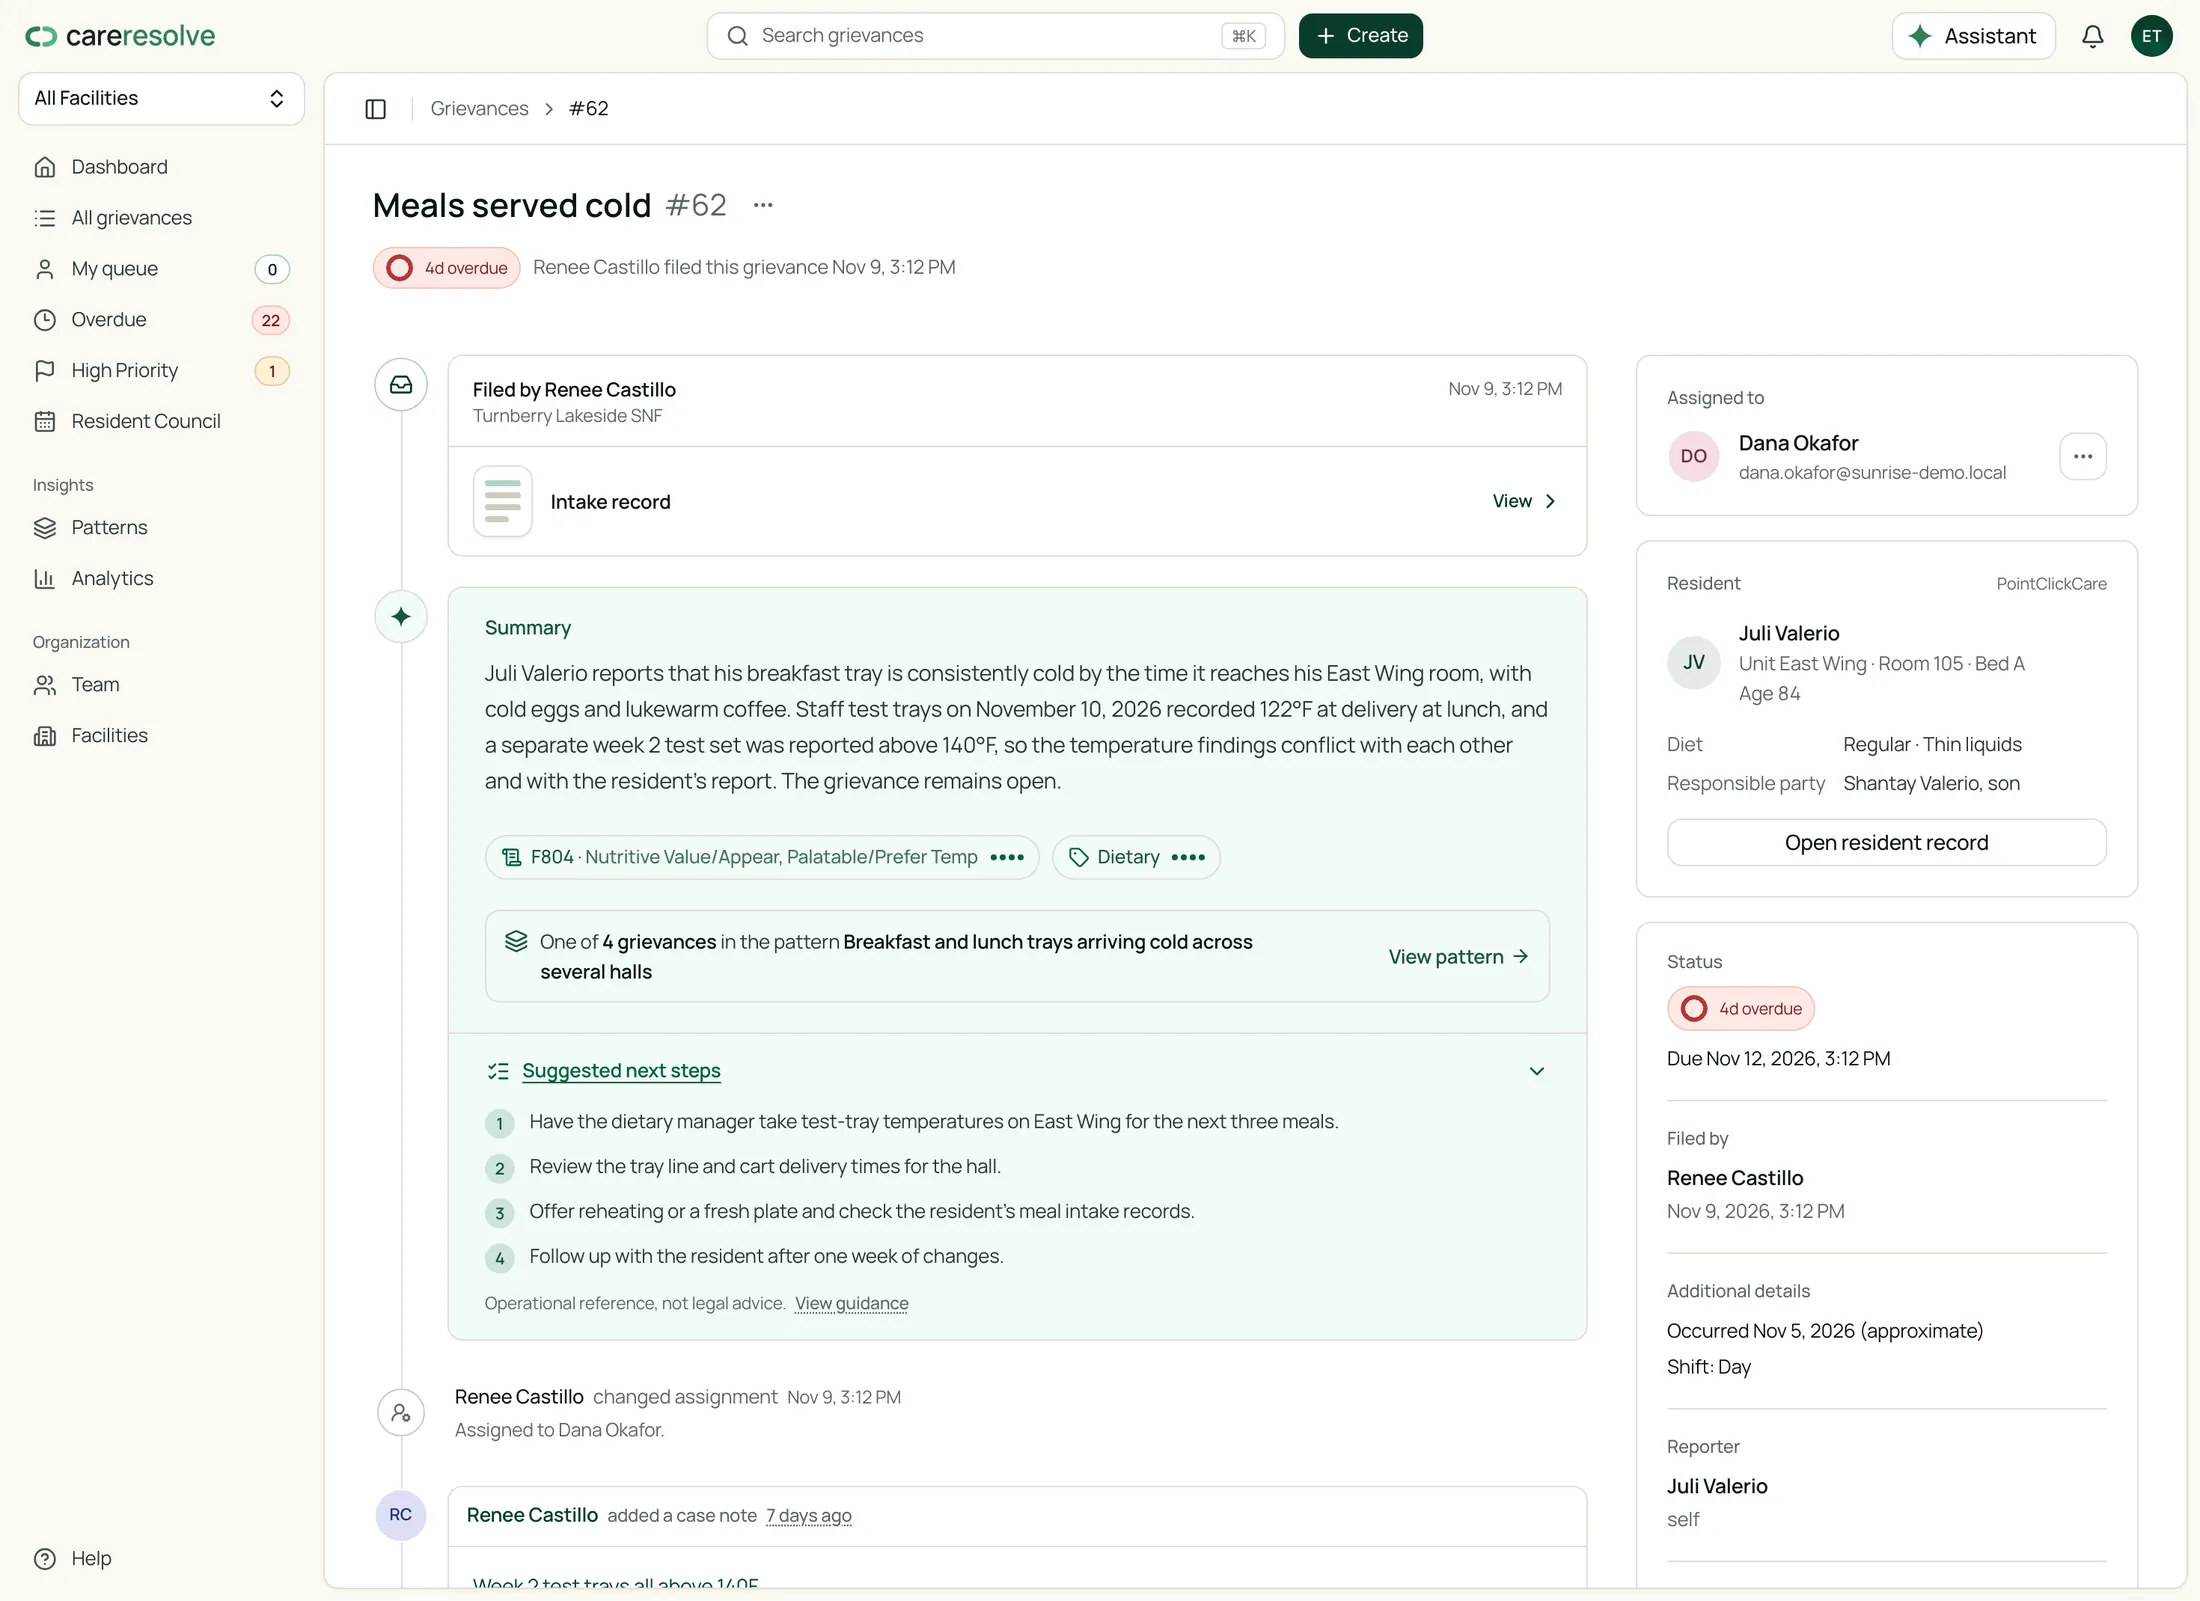 careresolve
Search grievances
⌘K
+ Create
Assistant
ET
All Facilities
Dashboard
All grievances
My queue 0
Overdue 22
High Priority 1
Resident Council
Insights
Patterns
Analytics
Organization
Team
Facilities
Help
Grievances > #62
Meals served cold #62 ...
4d overdue Renee Castillo filed this grievance Nov 9, 3:12 PM
Filed by Renee Castillo Nov 9, 3:12 PM
Turnberry Lakeside SNF
Intake record View >
Summary
Juli Valerio reports that his breakfast tray is consistently cold by the time it reaches his East Wing room, with
cold eggs and lukewarm coffee. Staff test trays on November 10, 2026 recorded 122°F at delivery at lunch, and
a separate week 2 test set was reported above 140°F, so the temperature findings conflict with each other
and with the resident's report. The grievance remains open.
F804 · Nutritive Value/Appear, Palatable/Prefer Temp Dietary
One of 4 grievances in the pattern Breakfast and lunch trays arriving cold across
several halls
View pattern →
Suggested next steps
1 Have the dietary manager take test-tray temperatures on East Wing for the next three meals.
2 Review the tray line and cart delivery times for the hall.
3 Offer reheating or a fresh plate and check the resident's meal intake records.
4 Follow up with the resident after one week of changes.
Operational reference, not legal advice. View guidance
Renee Castillo changed assignment Nov 9, 3:12 PM
Assigned to Dana Okafor.
RC
Renee Castillo added a case note 7 days ago
Week 2 test trays all above 140F
Assigned to
DO
Dana Okafor
dana.okafor@sunrise-demo.local
Resident PointClickCare
JV
Juli Valerio
Unit East Wing · Room 105 · Bed A
Age 84
Diet Regular · Thin liquids
Responsible party Shantay Valerio, son
Open resident record
Status
4d overdue
Due Nov 12, 2026, 3:12 PM
Filed by
Renee Castillo
Nov 9, 2026, 3:12 PM
Additional details
Occurred Nov 5, 2026 (approximate)
Shift: Day
Reporter
Juli Valerio
self